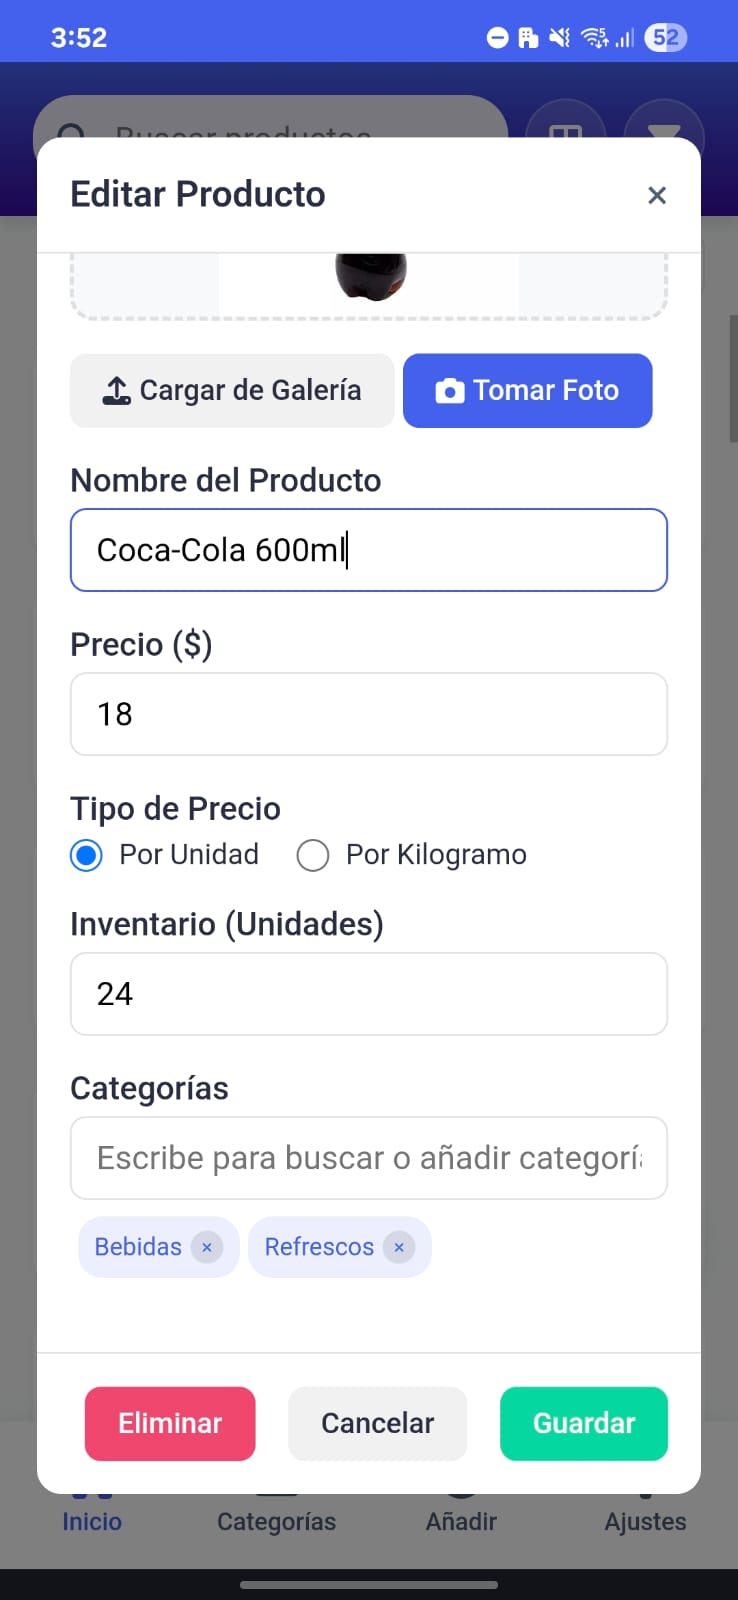 3:52
5
52
Buscar productos
Editar Producto
×
Cargar de Galería
Tomar Foto
Nombre del Producto
Coca-Cola 600ml
Precio ($)
18
Tipo de Precio
Por Unidad
Por Kilogramo
Inventario (Unidades)
24
Categorías
Escribe para buscar o añadir categorí
Bebidas ×
Refrescos ×
Eliminar
Cancelar
Guardar
Inicio
Categorías
Añadir
Ajustes